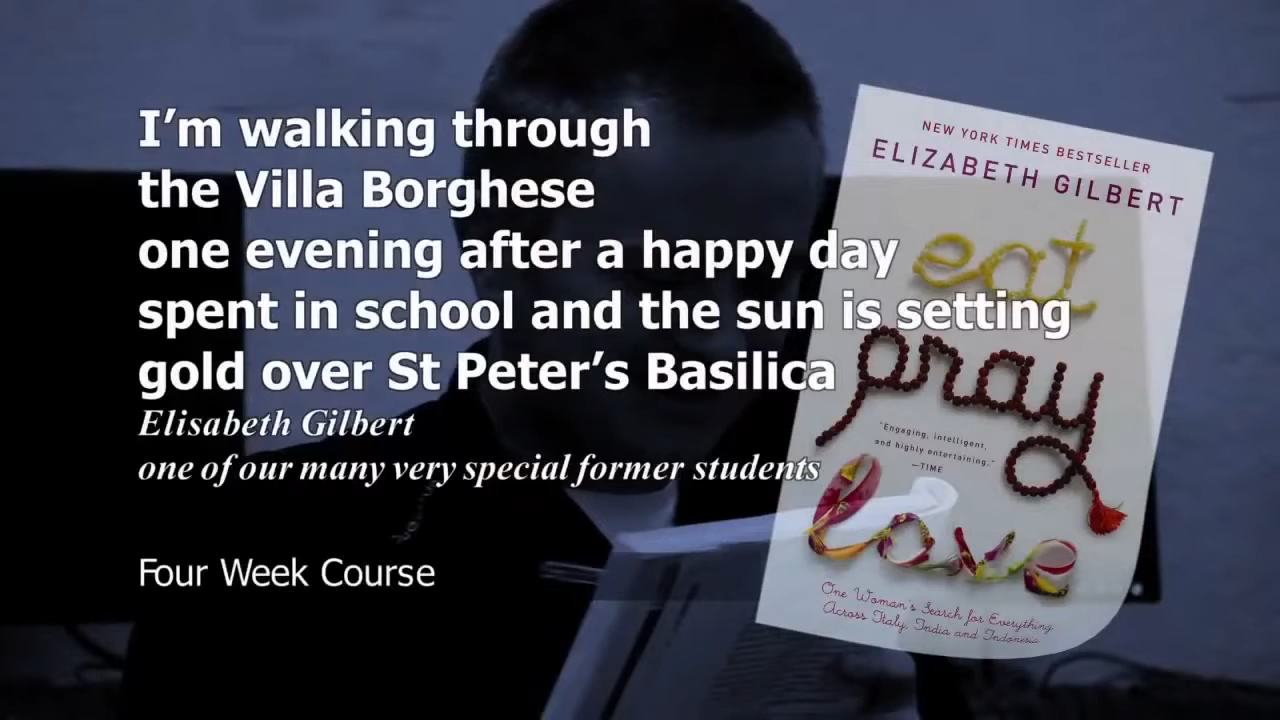 I'm walking through
the Villa Borghese
one evening after a happy day
spent in school and the sun is setting
gold over St Peter's Basilica
Elisabeth Gilbert
one of our many very special former students
Four Week Course
NEW YORK TIMES BESTSELLER
ELIZABETH GILBERT
eat
pray
"Engaging, intelligent,
and highly entertaining."
—TIME
love
One Woman's Search for Everything
Across Italy, India and Indonesia